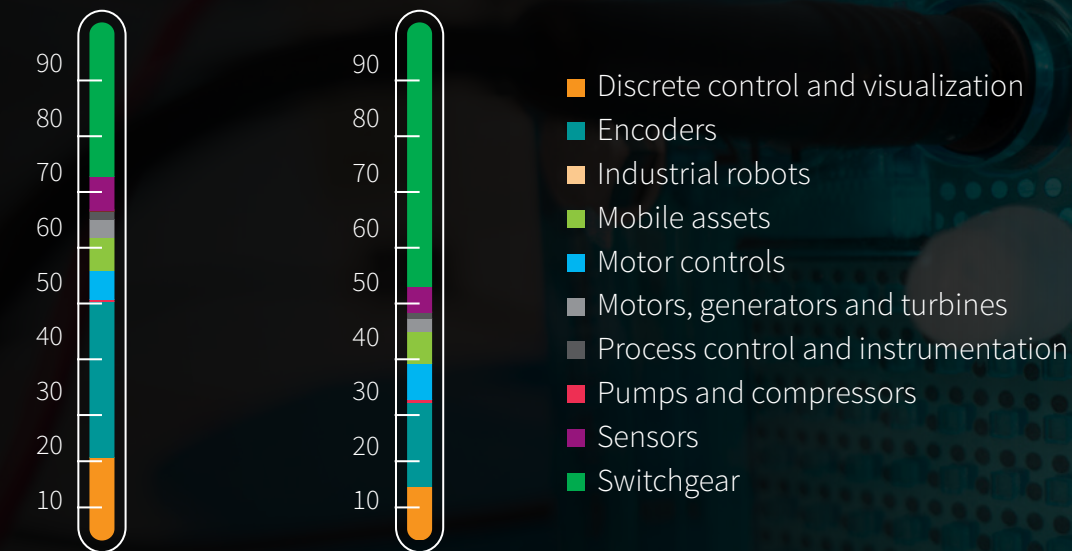 90
80
70
60
50
40
30
20
10
90
80
70
60
50
40
30
20
10
Discrete control and visualization
Encoders
Industrial robots
Mobile assets
Motor controls
Motors, generators and turbines
Process control and instrumentation
Pumps and compressors
Sensors
Switchgear